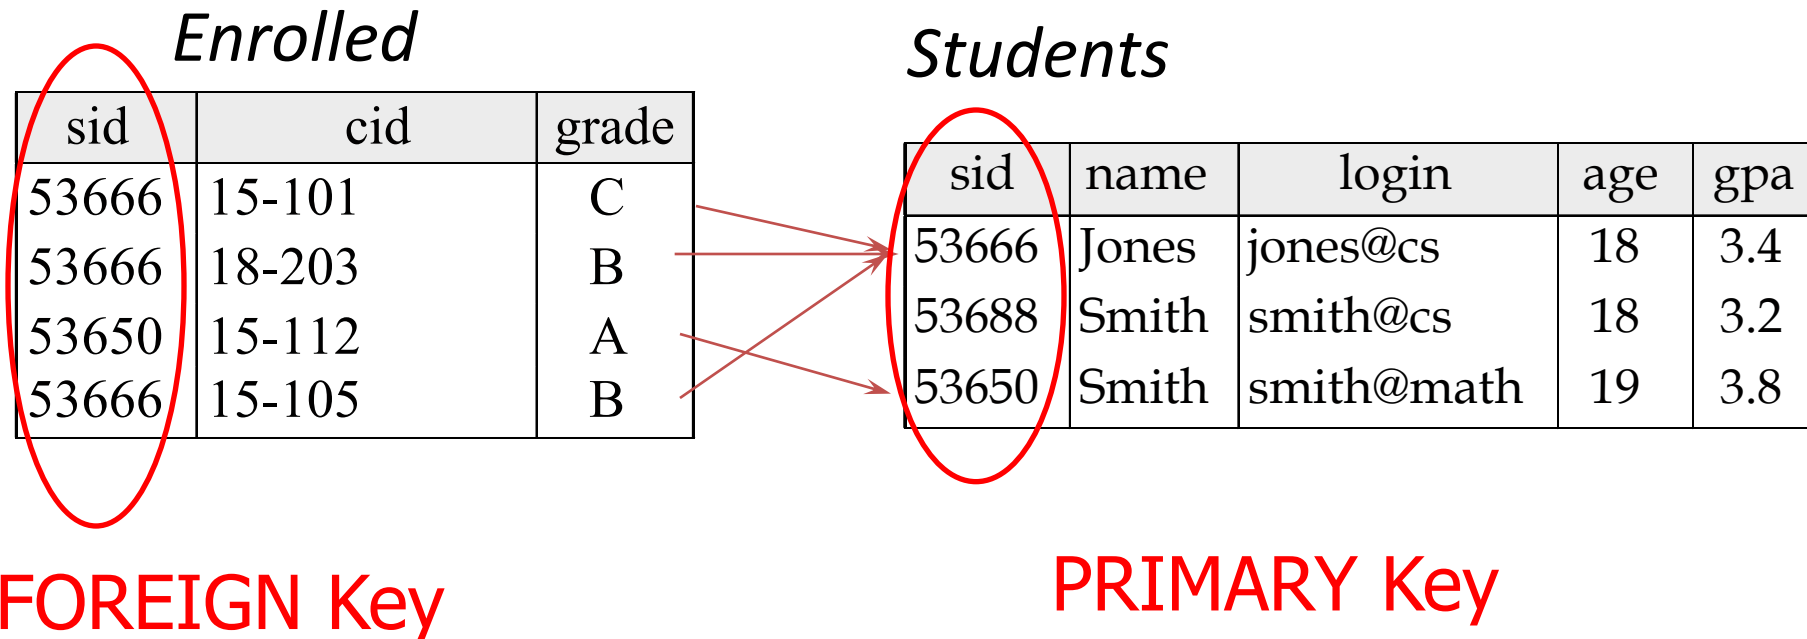 Enrolled
sid cid grade
53666 15-101 C
53666 18-203 B
53650 15-112 A
53666 15-105 B
FOREIGN Key
Students
sid name login age gpa
53666 Jones jones@cs 18 3.4
53688 Smith smith@cs 18 3.2
53650 Smith smith@math 19 3.8
PRIMARY Key